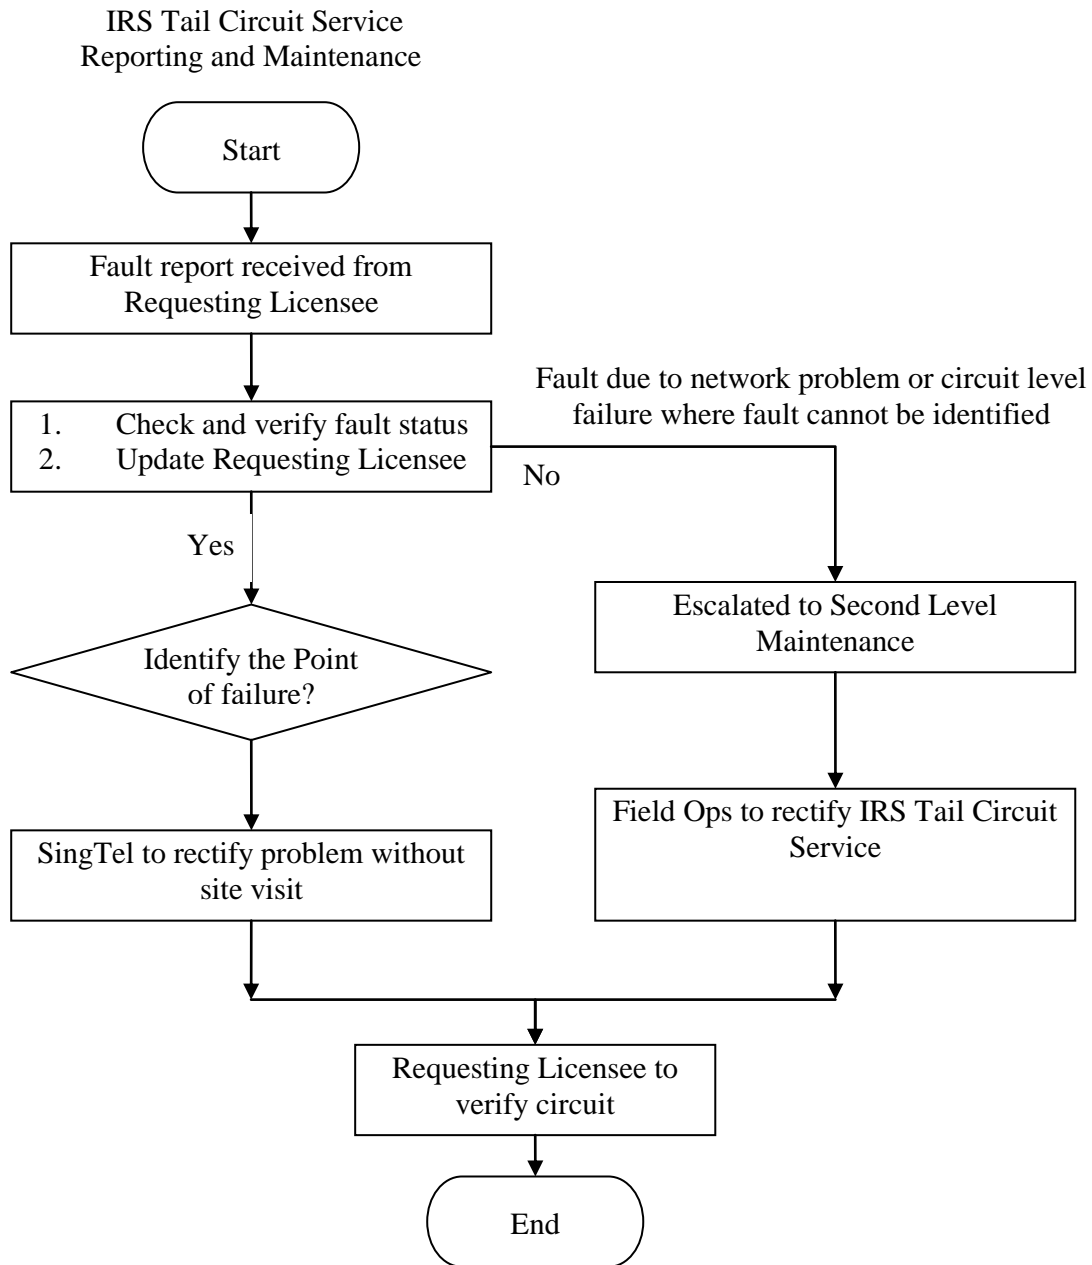 IRS Tail Circuit Service
Reporting and Maintenance
Start
Fault report received from
Requesting Licensee
Fault due to network problem or circuit level
failure where fault cannot be identified
1. Check and verify fault status
2. Update Requesting Licensee
No
Yes
Identify the Point
of failure?
Escalated to Second Level
Maintenance
SingTel to rectify problem without
site visit
Field Ops to rectify IRS Tail Circuit
Service
Requesting Licensee to
verify circuit
End